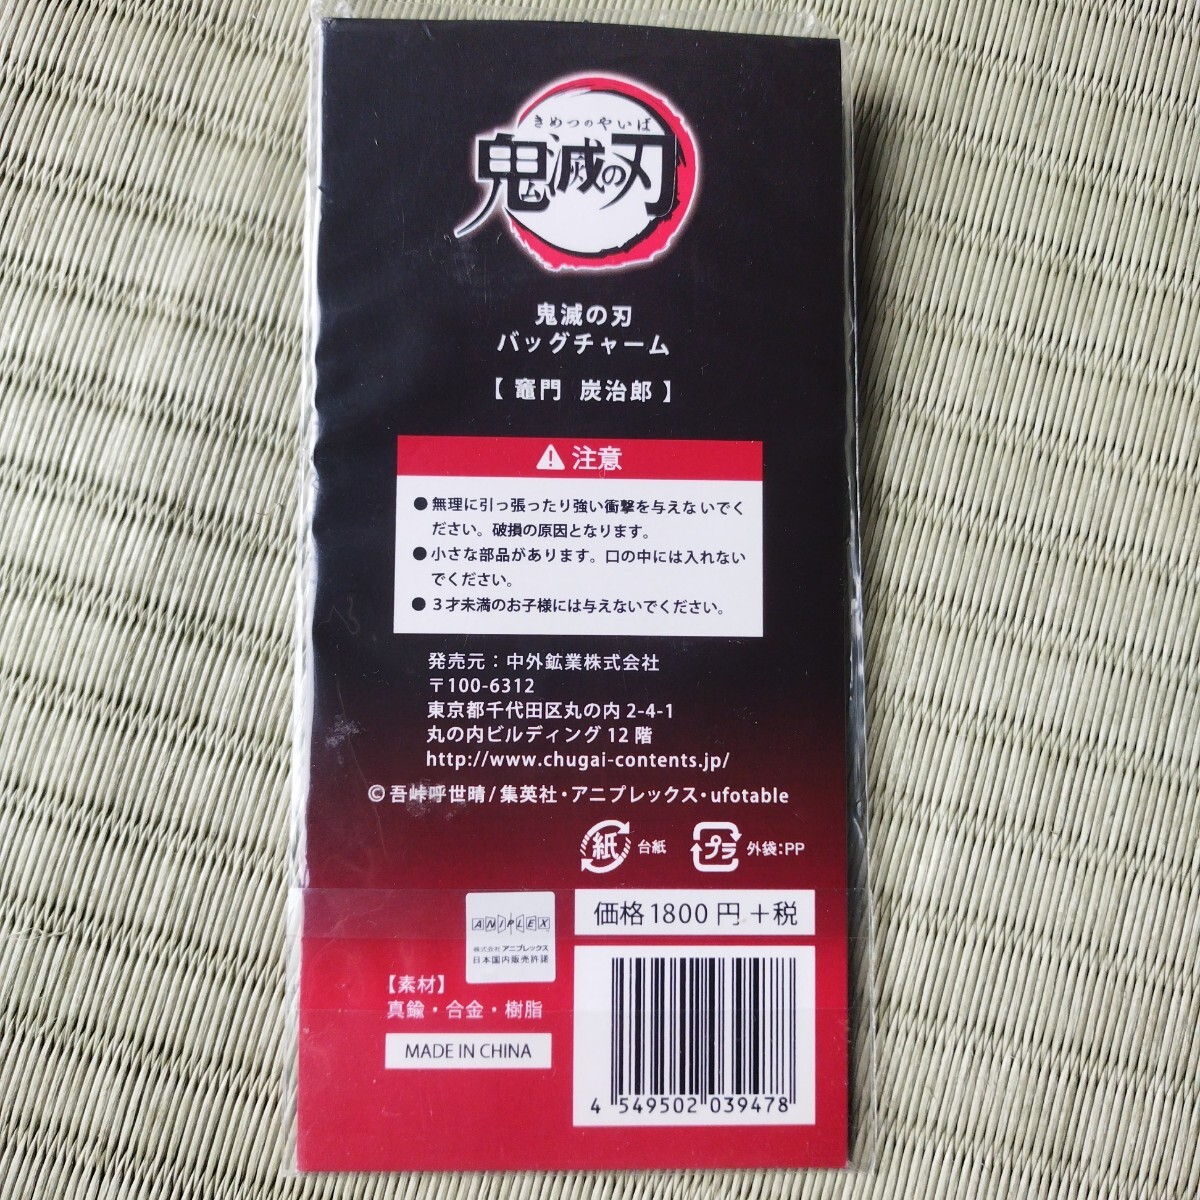 きめつのやいば
鬼滅の刃
鬼滅の刃
バッグチャーム
【 竈門 炭治郎 】
注意
●無理に引っ張ったり強い衝撃を与えないでく
ださい。破損の原因となります。
●小さな部品があります。口の中には入れない
でください。
●３才未満のお子様には与えないでください。
発売元：中外鉱業株式会社
〒100-6312
東京都千代田区丸の内 2-4-1
丸の内ビルディング 12 階
http://www.chugai-contents.jp/
©吾峠呼世晴/集英社・アニプレックス・ufotable
紙 台紙 プラ 外袋:PP
価格1800円+税
ANIPLEX
株式会社 アニプレックス
日本国内販売許諾
【素材】
真鍮・合金・樹脂
MADE IN CHINA
4 549502 039478